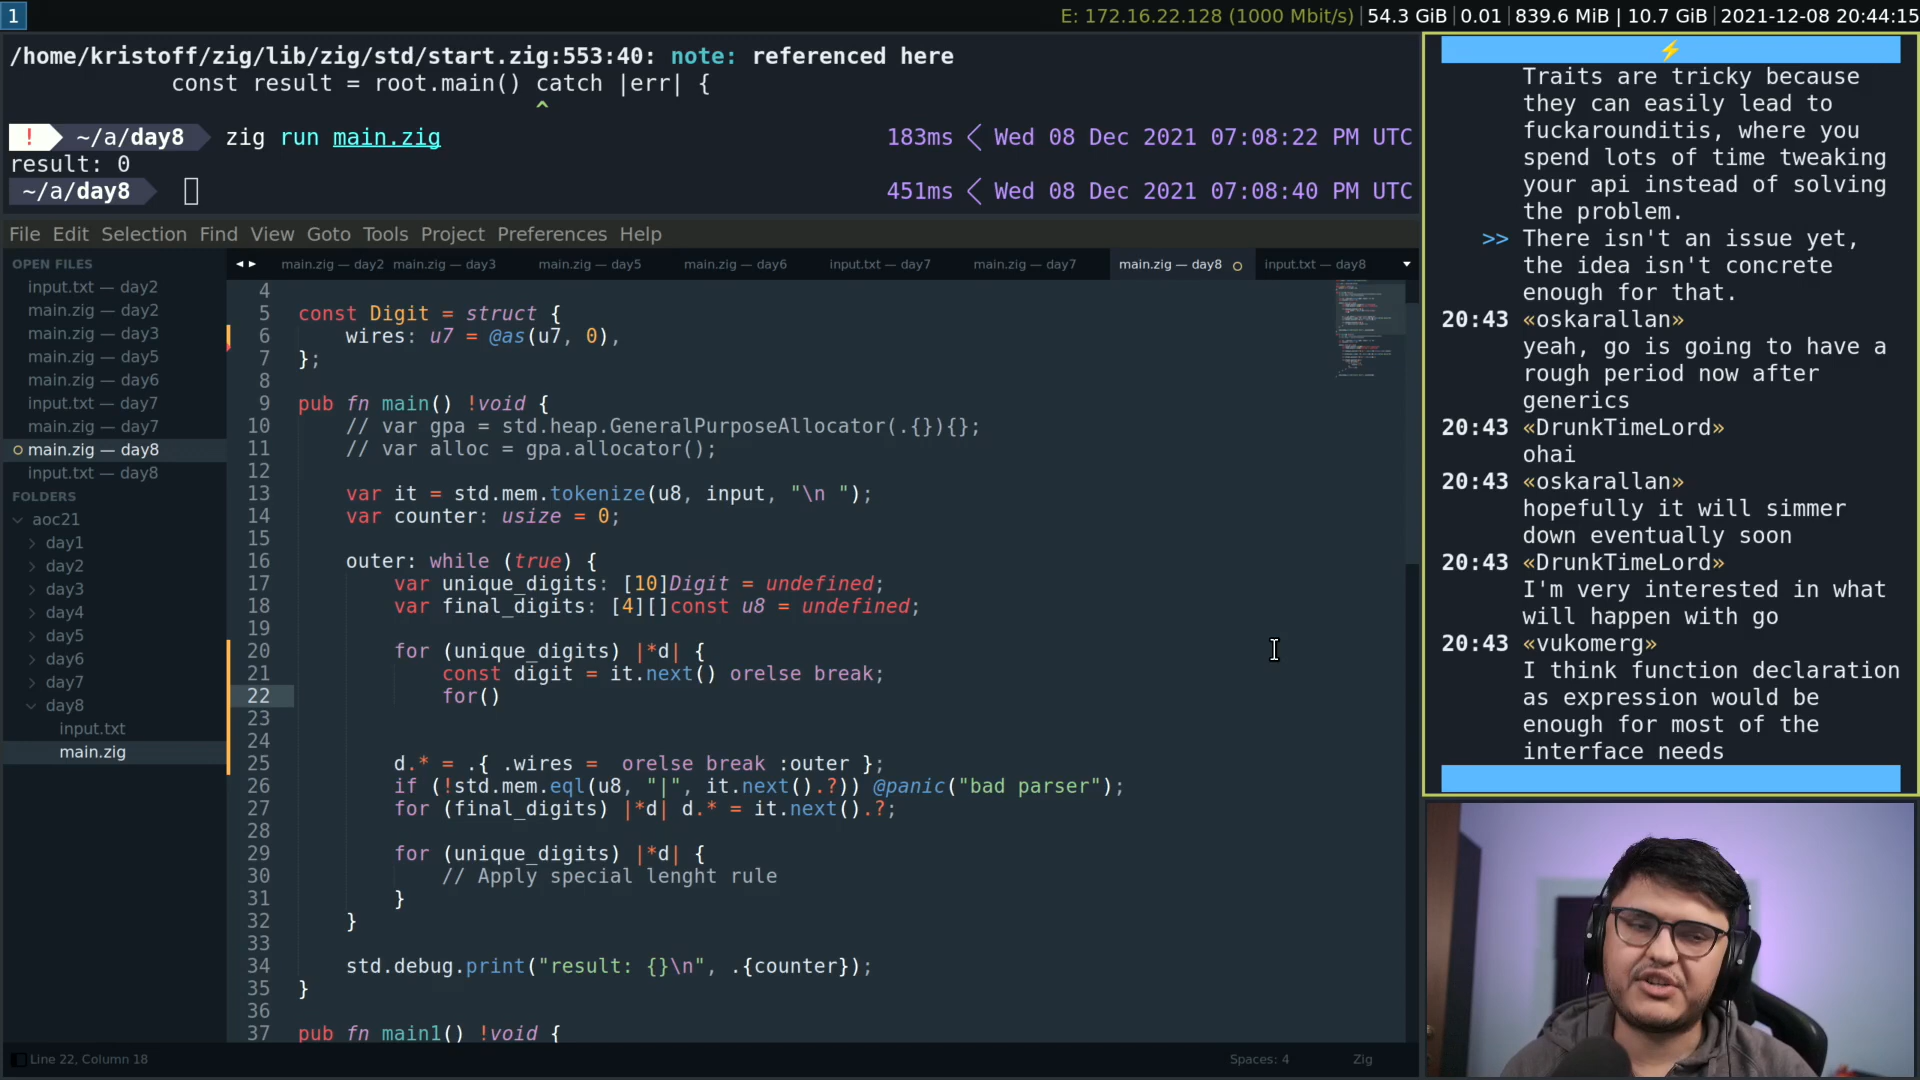 1
E: 172.16.22.128 (1000 Mbit/s)|54.3 GiB|0.01|839.6 MiB | 10.7 GiB|2021-12-08 20:44:15
/home/kristoff/zig/lib/zig/std/start.zig:553:40: note: referenced here
const result = root.main() catch |err| {
^
! ~/a/day8 zig run main.zig 183ms < Wed 08 Dec 2021 07:08:22 PM UTC
result: 0
~/a/day8 451ms < Wed 08 Dec 2021 07:08:40 PM UTC
File Edit Selection Find View Goto Tools Project Preferences Help
OPEN FILES
input.txt — day2
main.zig — day2
main.zig — day3
main.zig — day5
main.zig — day6
input.txt — day7
main.zig — day7
main.zig — day8
input.txt — day8
FOLDERS
aoc21
day1
day2
day3
day4
day5
day6
day7
day8
input.txt
main.zig
main.zig — day2 main.zig — day3 main.zig — day5 main.zig — day6 input.txt — day7 main.zig — day7 main.zig — day8 input.txt — day8
4
5 const Digit = struct {
6 wires: u7 = @as(u7, 0),
7 };
8
9 pub fn main() !void {
10 // var gpa = std.heap.GeneralPurposeAllocator(.{}){};
11 // var alloc = gpa.allocator();
12
13 var it = std.mem.tokenize(u8, input, "\n ");
14 var counter: usize = 0;
15
16 outer: while (true) {
17 var unique_digits: [10]Digit = undefined;
18 var final_digits: [4][]const u8 = undefined;
19
20 for (unique_digits) |*d| {
21 const digit = it.next() orelse break;
22 for()
23
24
25 d.* = .{ .wires =  orelse break :outer };
26 if (!std.mem.eql(u8, "|", it.next().?)) @panic("bad parser");
27 for (final_digits) |*d| d.* = it.next().?;
28
29 for (unique_digits) |*d| {
30 // Apply special lenght rule
31 }
32 }
33
34 std.debug.print("result: {}\n", .{counter});
35 }
36
37 pub fn main1() !void {
Line 22, Column 18
Spaces: 4 Zig
⚡
Traits are tricky because
they can easily lead to
fuckarounditis, where you
spend lots of time tweaking
your api instead of solving
the problem.
>> There isn't an issue yet,
the idea isn't concrete
enough for that.
20:43 «oskarallan»
yeah, go is going to have a
rough period now after
generics
20:43 «DrunkTimeLord»
ohai
20:43 «oskarallan»
hopefully it will simmer
down eventually soon
20:43 «DrunkTimeLord»
I'm very interested in what
will happen with go
20:43 «vukomerg»
I think function declaration
as expression would be
enough for most of the
interface needs